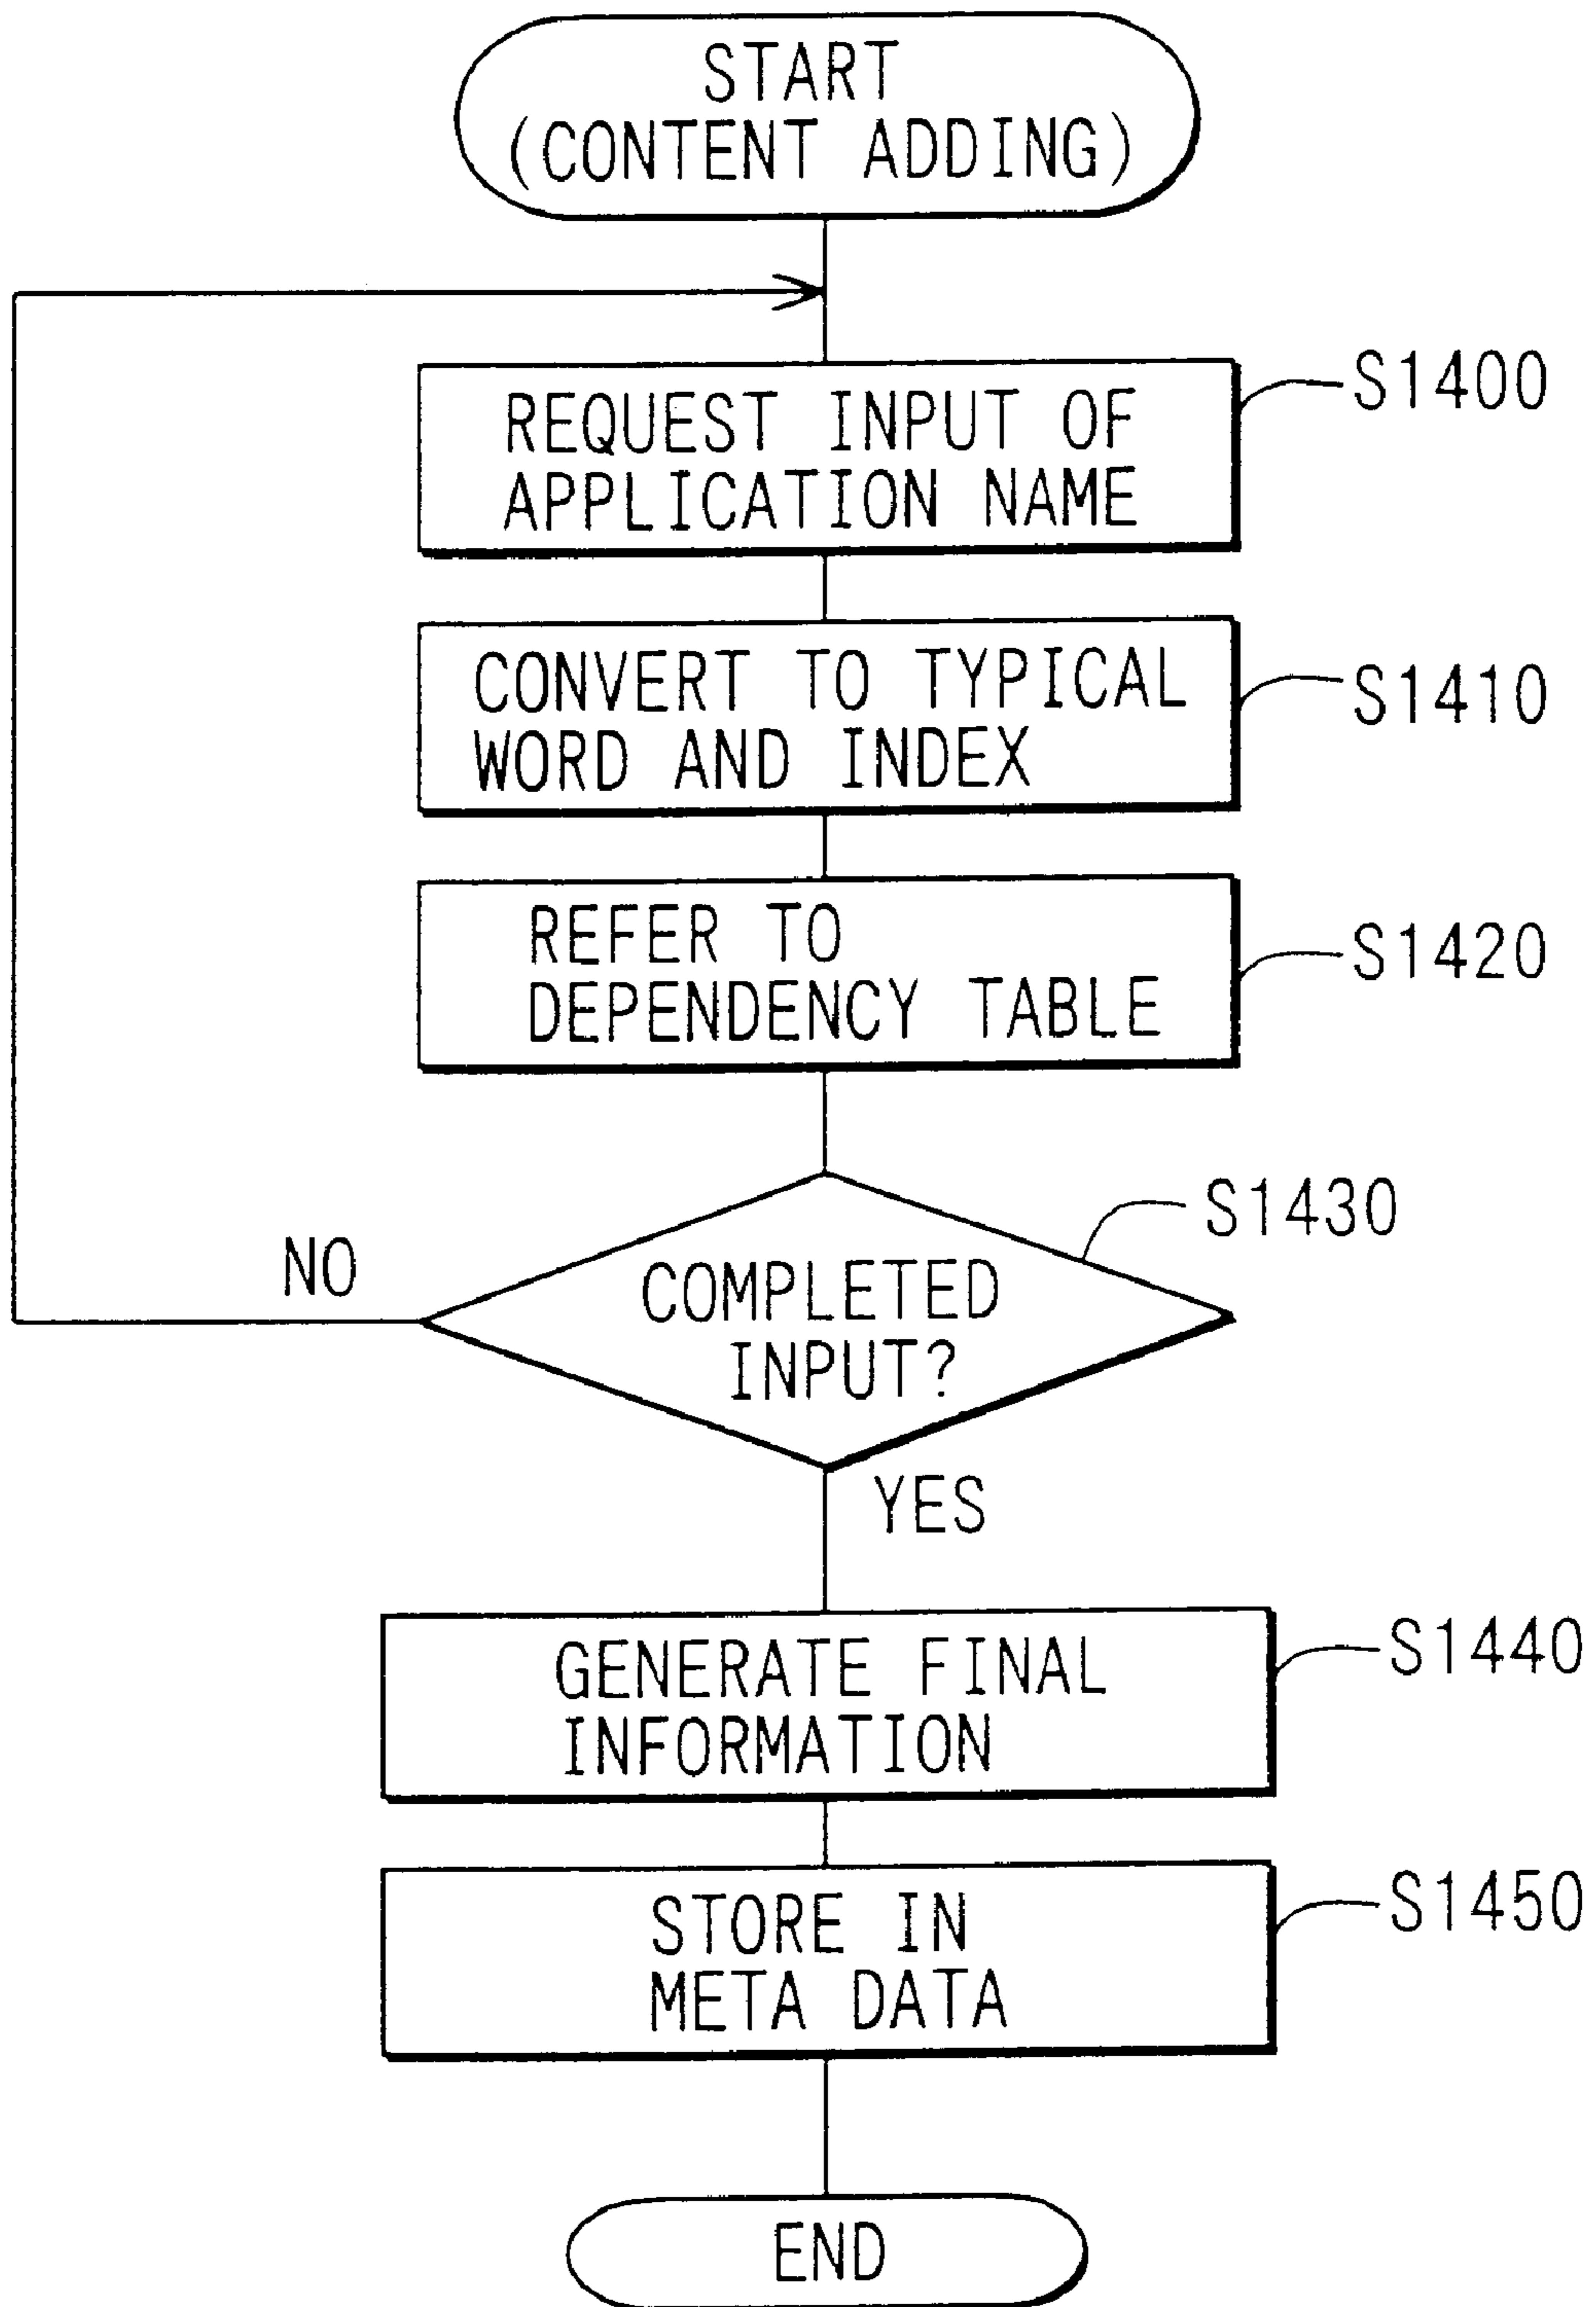 START
(CONTENT ADDING)
REQUEST INPUT OF
APPLICATION NAME
S1400
CONVERT TO TYPICAL
WORD AND INDEX
S1410
REFER TO
DEPENDENCY TABLE
S1420
COMPLETED
INPUT?
S1430
NO
YES
GENERATE FINAL
INFORMATION
S1440
STORE IN
META DATA
S1450
END